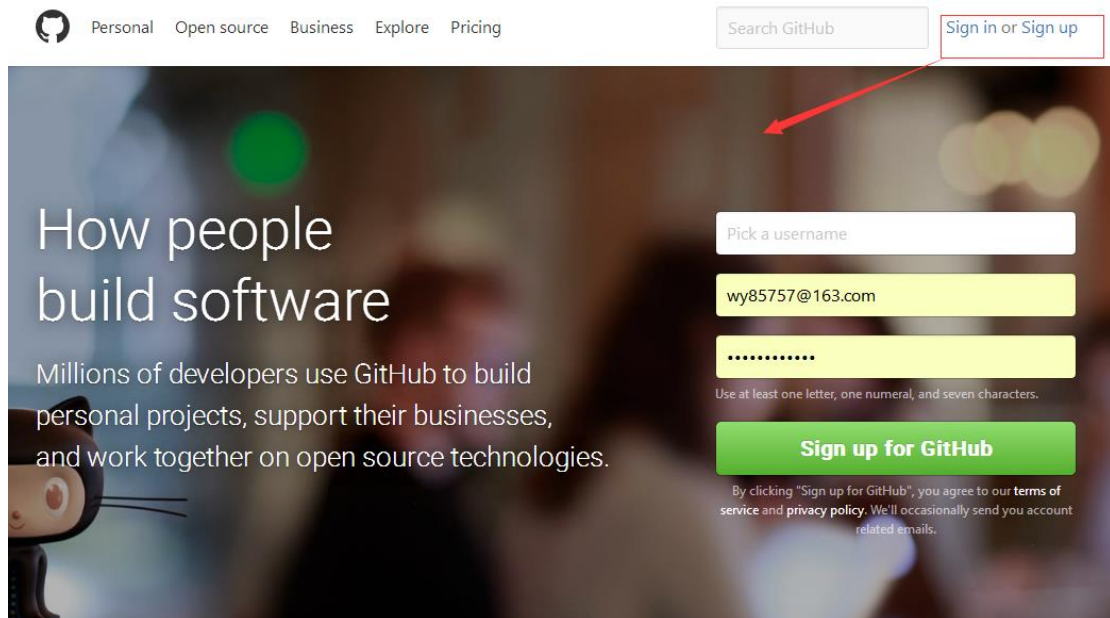 Personal Open source Business Explore Pricing Search GitHub Sign in or Sign up
How people
build software
Millions of developers use GitHub to build
personal projects, support their businesses,
and work together on open source technologies.
Pick a username
wy85757@163.com
••••••••••••
Use at least one letter, one numeral, and seven characters.
Sign up for GitHub
By clicking "Sign up for GitHub", you agree to our terms of
service and privacy policy. We'll occasionally send you account
related emails.